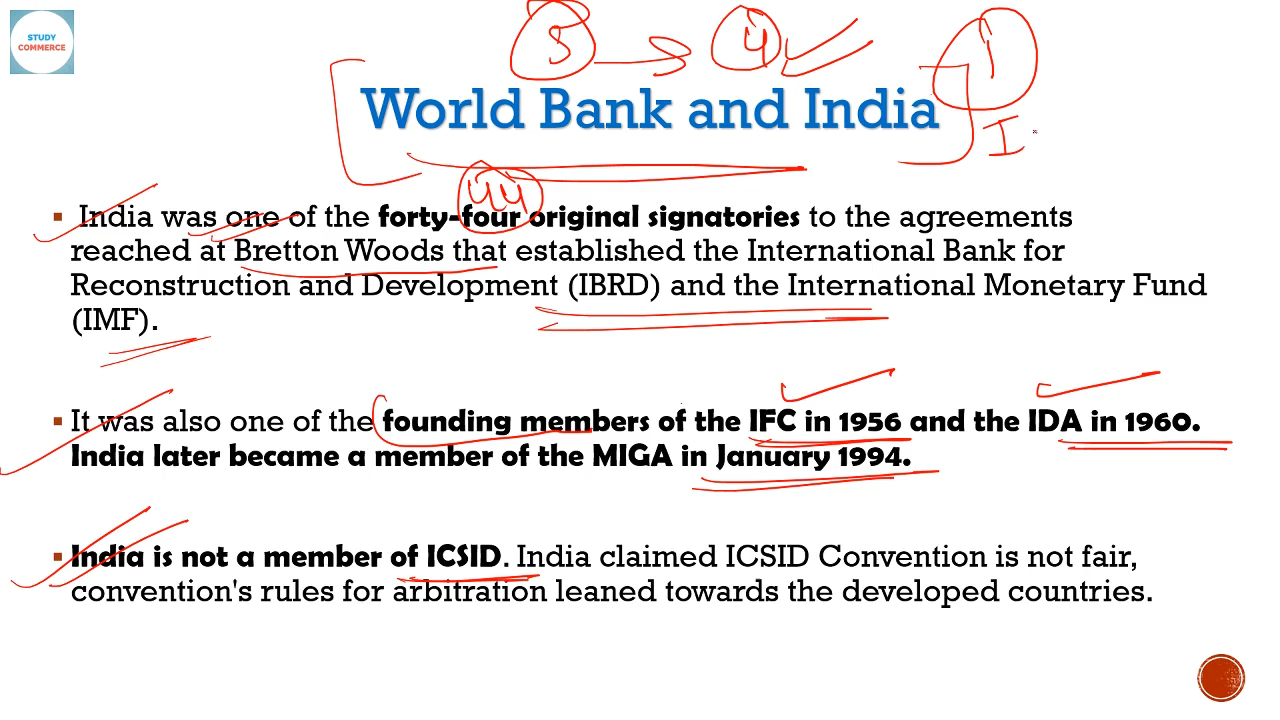 STUDY
COMMERCE
5 4 1
World Bank and India
I
44
India was one of the forty-four original signatories to the agreements
reached at Bretton Woods that established the International Bank for
Reconstruction and Development (IBRD) and the International Monetary Fund
(IMF).
It was also one of the founding members of the IFC in 1956 and the IDA in 1960.
India later became a member of the MIGA in January 1994.
India is not a member of ICSID. India claimed ICSID Convention is not fair,
convention's rules for arbitration leaned towards the developed countries.